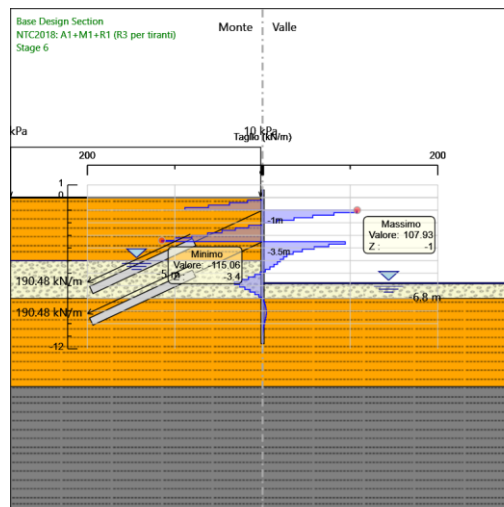 Base Design Section
NTC2018: A1+M1+R1 (R3 per tiranti)
Stage 6
Monte
Valle
kPa
10 kPa
Taglio (kN/m)
200
200
1
0
-1m
Massimo
Valore: 107.93
Z : -1
Minimo
Valore: -115.06
-3.4
-3.5m
-5 m
190.48 kN/m
-6.8 m
190.48 kN/m
-12